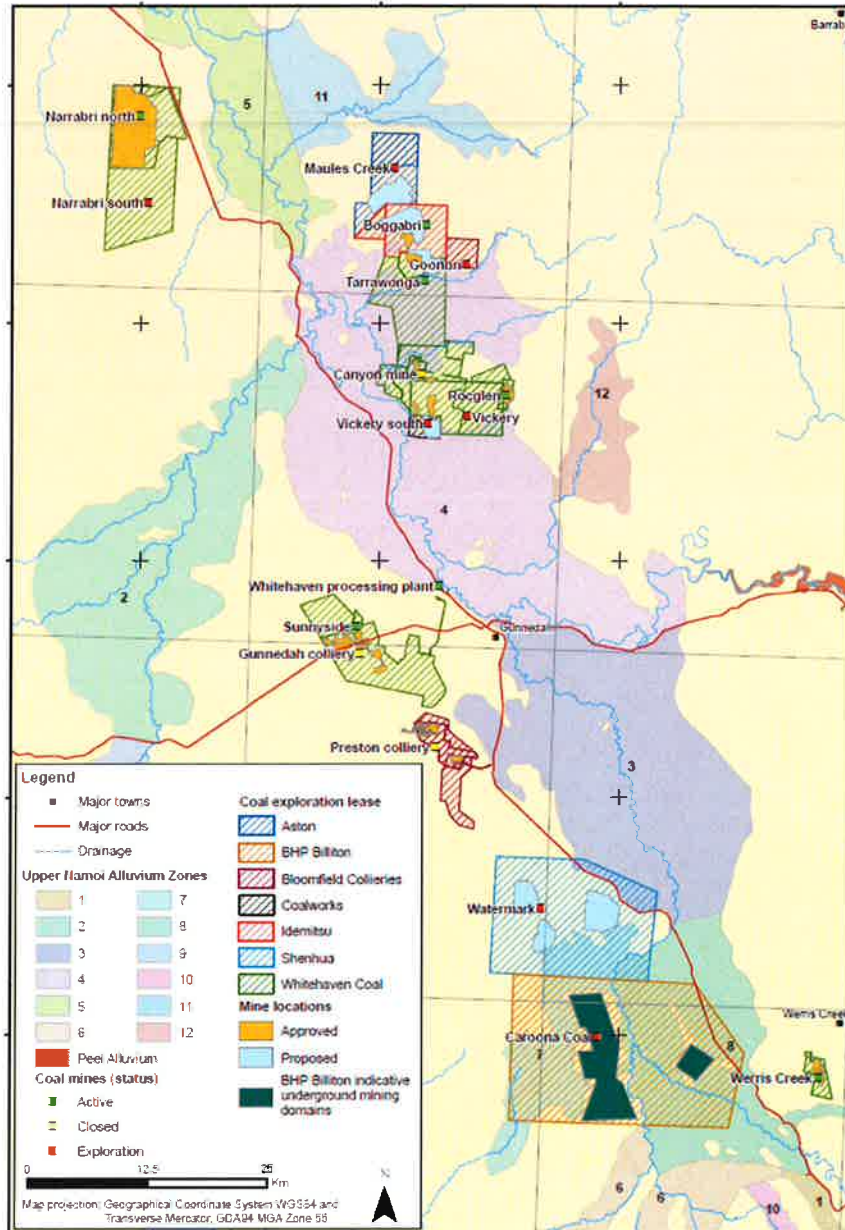 Barrab
11
5
Narrabri north
Maules Creek
Narrabri south
Boggabri
Goonbri
Tarrawonga
Canyon mine
Rocglen
12
Vickery south
Vickery
4
2
Whitehaven processing plant
Sunnyside
Gunnedah
Gunnedah colliery
Preston colliery
3
Watermark
Werris Creek
Caroona Coal
7
8
Werris Creek
6
6
10
1
Legend
Major towns
Major roads
Drainage
Upper Namoi Alluvium Zones
1
2
3
4
5
6
7
8
9
10
11
12
Peel Alluvium
Coal mines (status)
Active
Closed
Exploration
Coal exploration lease
Aston
BHP Billiton
Bloomfield Collieries
Coalworks
Idemitsu
Shenhua
Whitehaven Coal
Mine locations
Approved
Proposed
BHP Billiton indicative
underground mining
domains
0 12.5 25
Km
N
Map projection: Geographical Coordinate System WGS84 and
Transverse Mercator, GDA94 MGA Zone 55